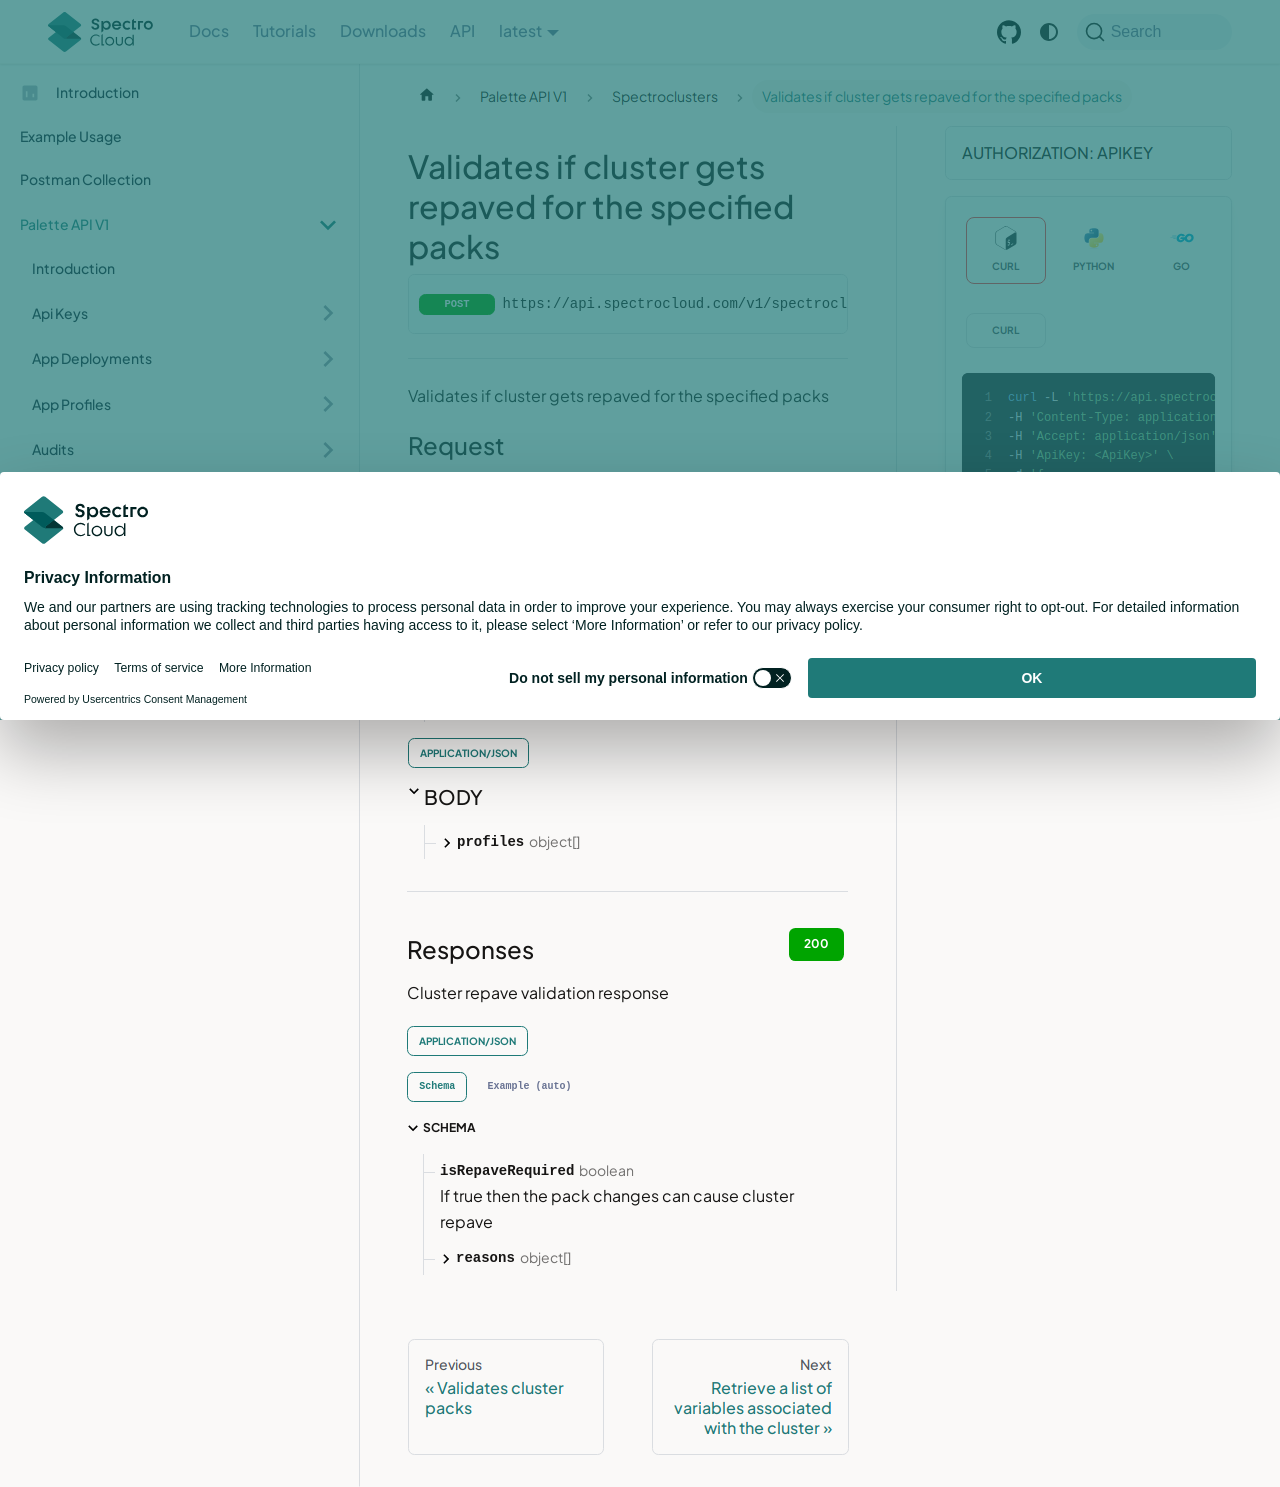 Spectro Cloud
Docs
Tutorials
Downloads
API
latest
Search
Introduction
Example Usage
Postman Collection
Palette API V1
Introduction
Api Keys
App Deployments
App Profiles
Audits
Palette API V1
Spectroclusters
Validates if cluster gets repaved for the specified packs
Validates if cluster gets
repaved for the specified
packs
POST
https://api.spectrocloud.com/v1/spectrocl
Validates if cluster gets repaved for the specified packs
Request
AUTHORIZATION: APIKEY
CURL
PYTHON
GO
CURL
1 curl -L 'https://api.spectroc
2 -H 'Content-Type: application
3 -H 'Accept: application/json'
4 -H 'ApiKey: <ApiKey>' \
Spectro
Cloud
Privacy Information
We and our partners are using tracking technologies to process personal data in order to improve your experience. You may always exercise your consumer right to opt-out. For detailed information
about personal information we collect and third parties having access to it, please select ‘More Information’ or refer to our privacy policy.
Privacy policy
Terms of service
More Information
Powered by Usercentrics Consent Management
Do not sell my personal information
OK
APPLICATION/JSON
BODY
profiles object[]
Responses
200
Cluster repave validation response
APPLICATION/JSON
Schema
Example (auto)
SCHEMA
isRepaveRequired boolean
If true then the pack changes can cause cluster
repave
reasons object[]
Previous
« Validates cluster
packs
Next
Retrieve a list of
variables associated
with the cluster »